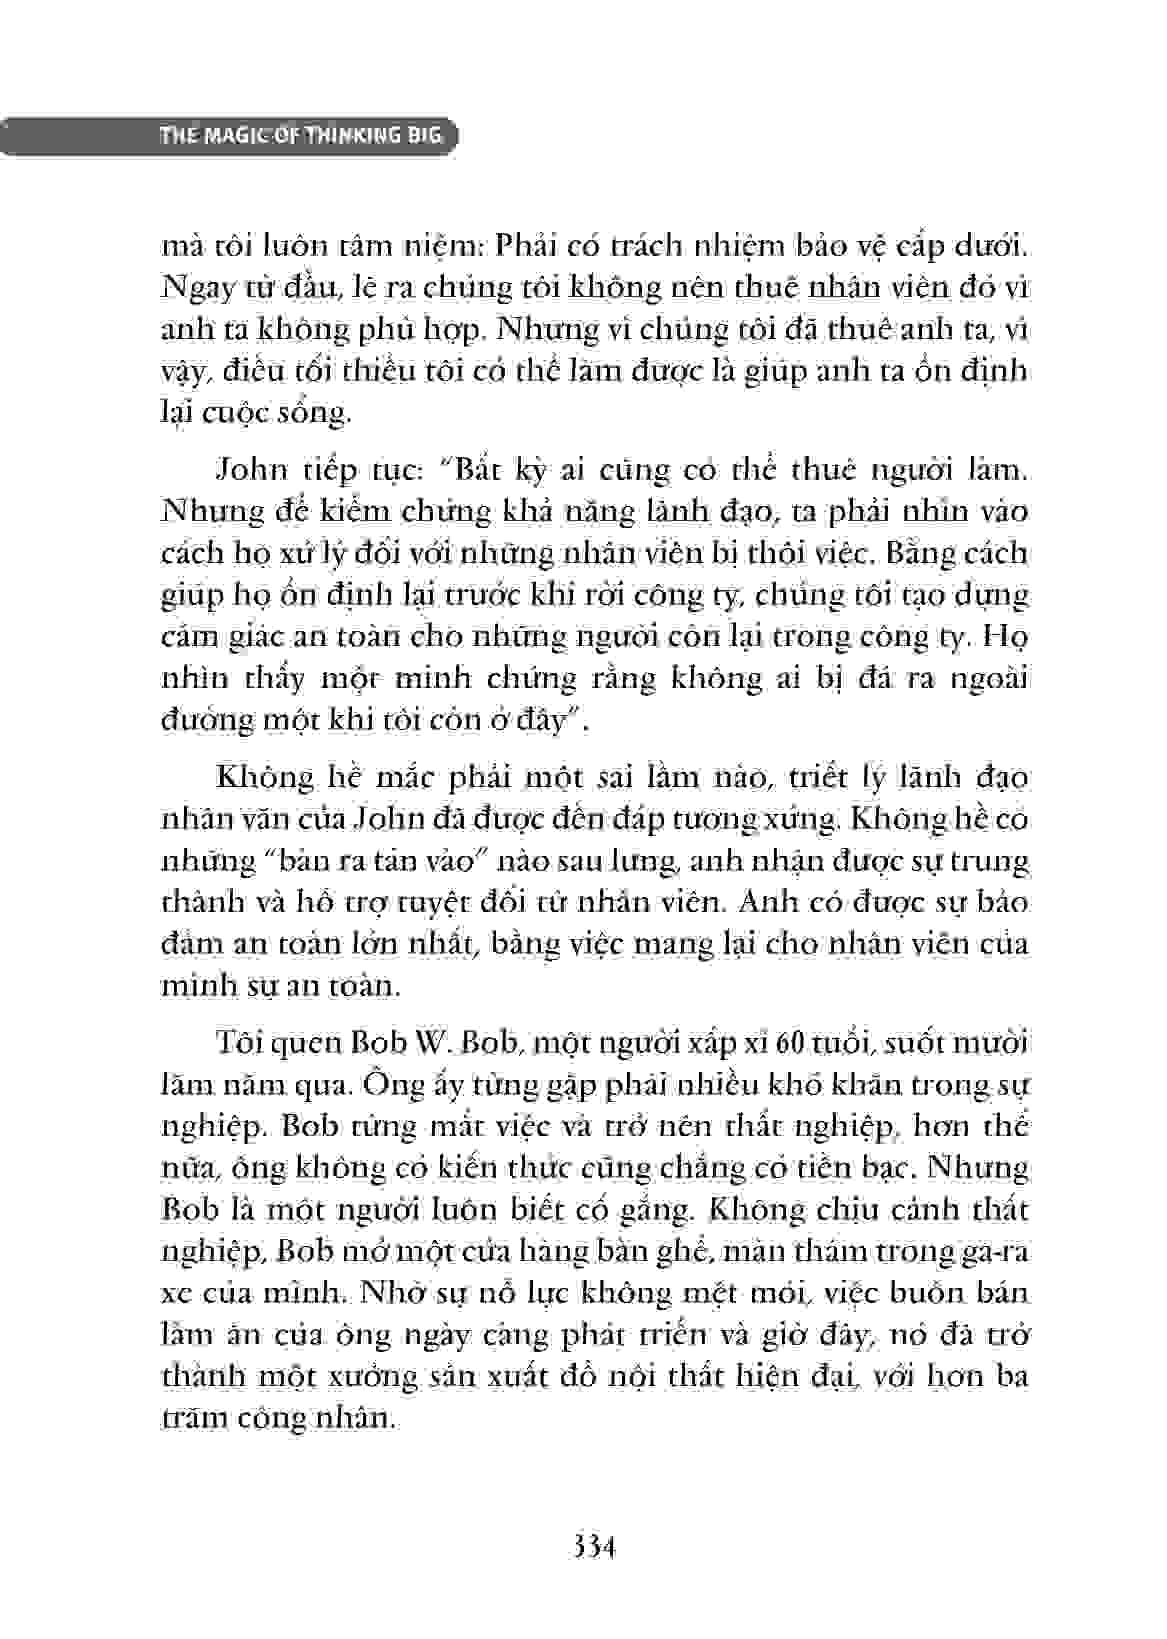 THE MAGIC OF THINKING BIG
mà tôi luôn tâm niệm: Phải có trách nhiệm bảo vệ cấp dưới.
Ngay từ đầu, lẽ ra chúng tôi không nên thuê nhân viên đó vì
anh ta không phù hợp. Nhưng vì chúng tôi đã thuê anh ta, vì
vậy, điều tối thiểu tôi có thể làm được là giúp anh ta ổn định
lại cuộc sống.
John tiếp tục: “Bất kỳ ai cũng có thể thuê người làm.
Nhưng để kiểm chứng khả năng lãnh đạo, ta phải nhìn vào
cách họ xử lý đối với những nhân viên bị thôi việc. Bằng cách
giúp họ ổn định lại trước khi rời công ty, chúng tôi tạo dựng
cảm giác an toàn cho những người còn lại trong công ty. Họ
nhìn thấy một minh chứng rằng không ai bị đá ra ngoài
đường một khi tôi còn ở đây”.
Không hề mắc phải một sai lầm nào, triết lý lãnh đạo
nhân văn của John đã được đền đáp tương xứng. Không hề có
những “bàn ra tán vào” nào sau lưng, anh nhận được sự trung
thành và hỗ trợ tuyệt đối từ nhân viên. Anh có được sự bảo
đảm an toàn lớn nhất, bằng việc mang lại cho nhân viên của
mình sự an toàn.
Tôi quen Bob W. Bob, một người xấp xỉ 60 tuổi, suốt mười
lăm năm qua. Ông ấy từng gặp phải nhiều khó khăn trong sự
nghiệp. Bob từng mất việc và trở nên thất nghiệp, hơn thế
nữa, ông không có kiến thức cũng chẳng có tiền bạc. Nhưng
Bob là một người luôn biết cố gắng. Không chịu cảnh thất
nghiệp, Bob mở một cửa hàng bàn ghế, màn thảm trong ga-ra
xe của mình. Nhờ sự nỗ lực không mệt mỏi, việc buôn bán
làm ăn của ông ngày càng phát triển và giờ đây, nó đã trở
thành một xưởng sản xuất đồ nội thất hiện đại, với hơn ba
trăm công nhân.
334